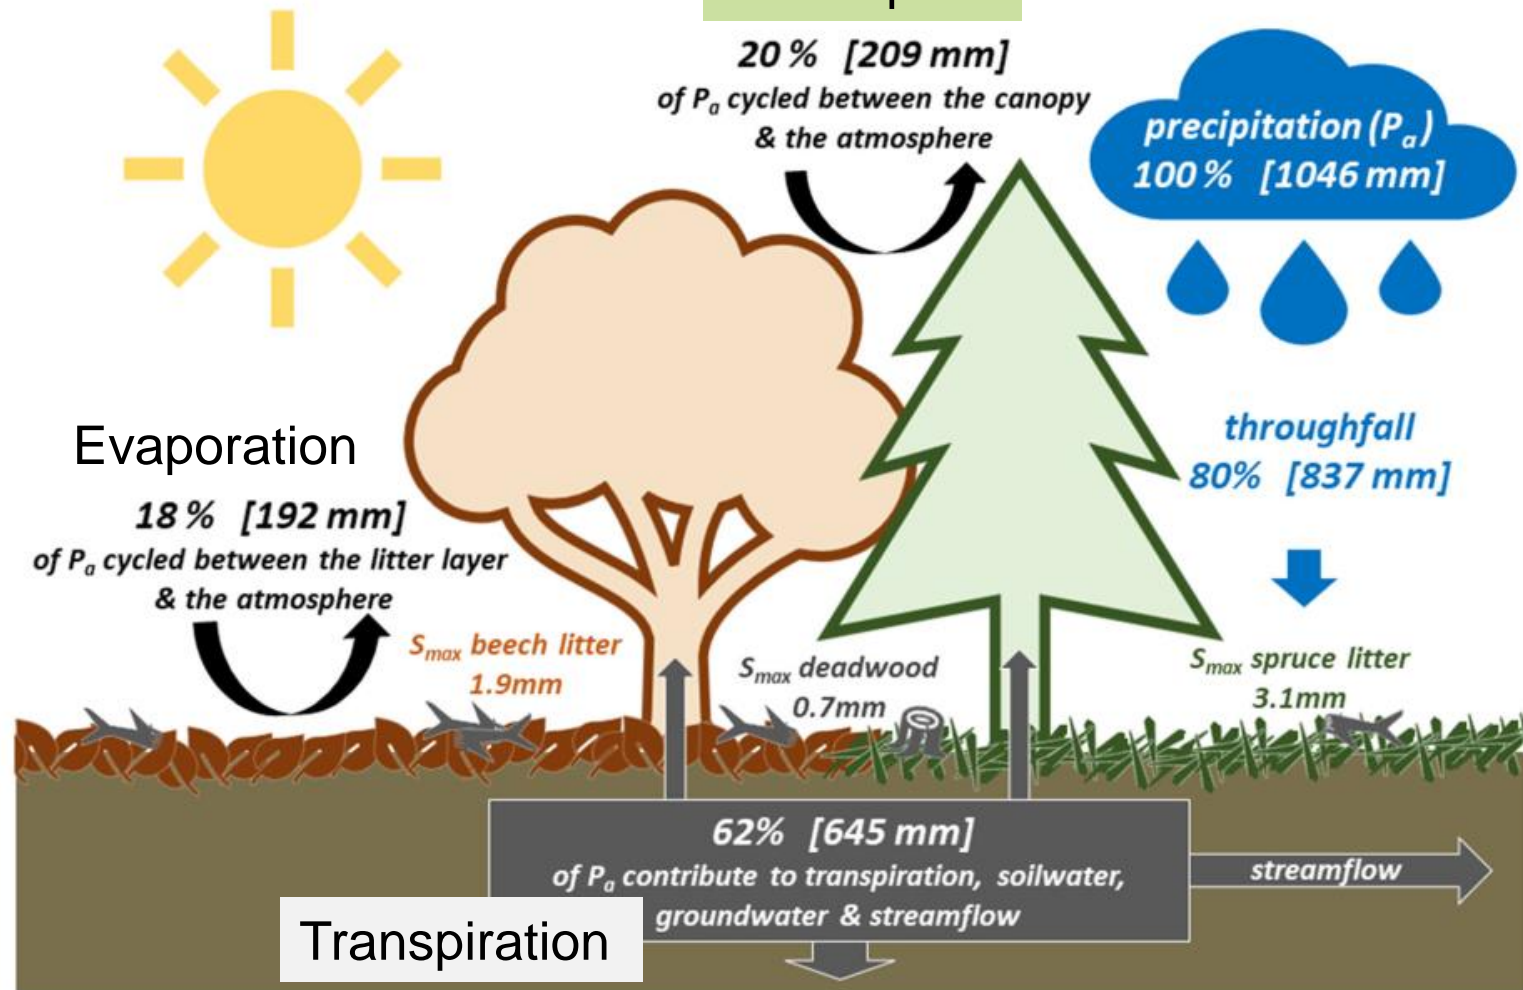 20 % [209 mm]
of Pa cycled between the canopy
& the atmosphere
precipitation (Pa)
100 % [1046 mm]
throughfall
80% [837 mm]
Evaporation
18 % [192 mm]
of Pa cycled between the litter layer
& the atmosphere
Smax beech litter
1.9mm
Smax deadwood
0.7mm
Smax spruce litter
3.1mm
62% [645 mm]
of Pa contribute to transpiration, soilwater,
groundwater & streamflow
streamflow
Transpiration